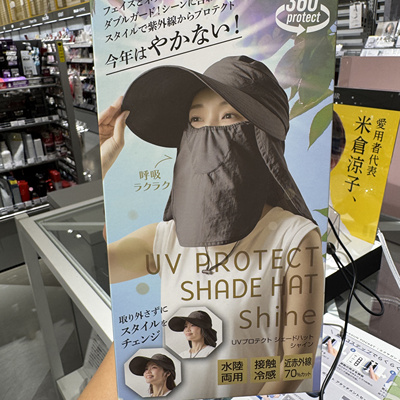 ダブルガード!シーンに合
スタイルで紫外線からプロテクト
今年はやかない!
360
protect
呼吸
ラクラク
UV PROTECT
SHADE HAT
Shine
UVプロテクト シェードハット
シャイン
取り外さずに
スタイルを
チェンジ
水陸
両用
接触
冷感
近赤外線
70%カット
愛用者代表
米倉涼子、